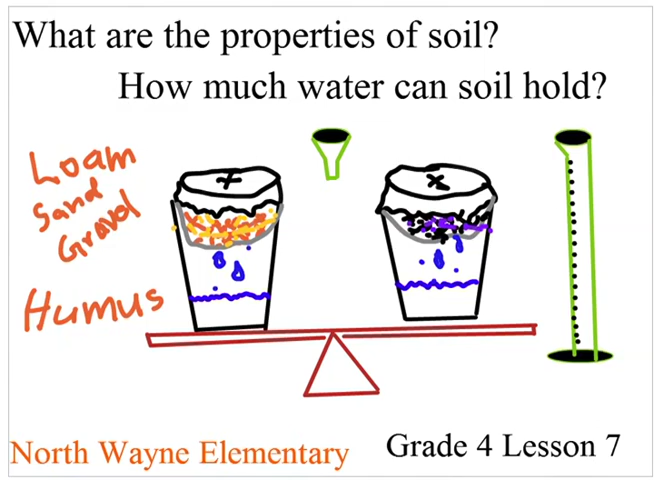 What are the properties of soil?
How much water can soil hold?
Loam
Sand
Gravel
Humus
North Wayne Elementary
Grade 4 Lesson 7